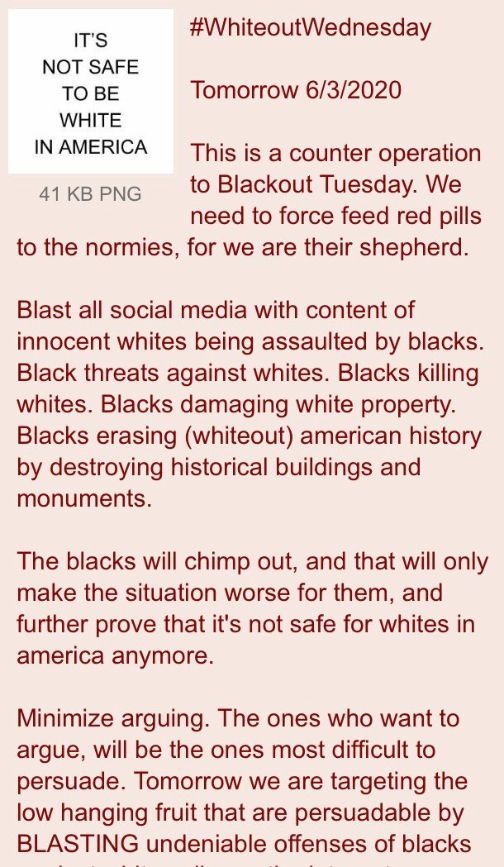 IT'S
NOT SAFE
TO BE
WHITE
IN AMERICA
41 KB PNG
#WhiteoutWednesday
Tomorrow 6/3/2020
This is a counter operation
to Blackout Tuesday. We
need to force feed red pills
to the normies, for we are their shepherd.
Blast all social media with content of
innocent whites being assaulted by blacks.
Black threats against whites. Blacks killing
whites. Blacks damaging white property.
Blacks erasing (whiteout) american history
by destroying historical buildings and
monuments.
The blacks will chimp out, and that will only
make the situation worse for them, and
further prove that it's not safe for whites in
america anymore.
Minimize arguing. The ones who want to
argue, will be the ones most difficult to
persuade. Tomorrow we are targeting the
low hanging fruit that are persuadable by
BLASTING undeniable offenses of blacks